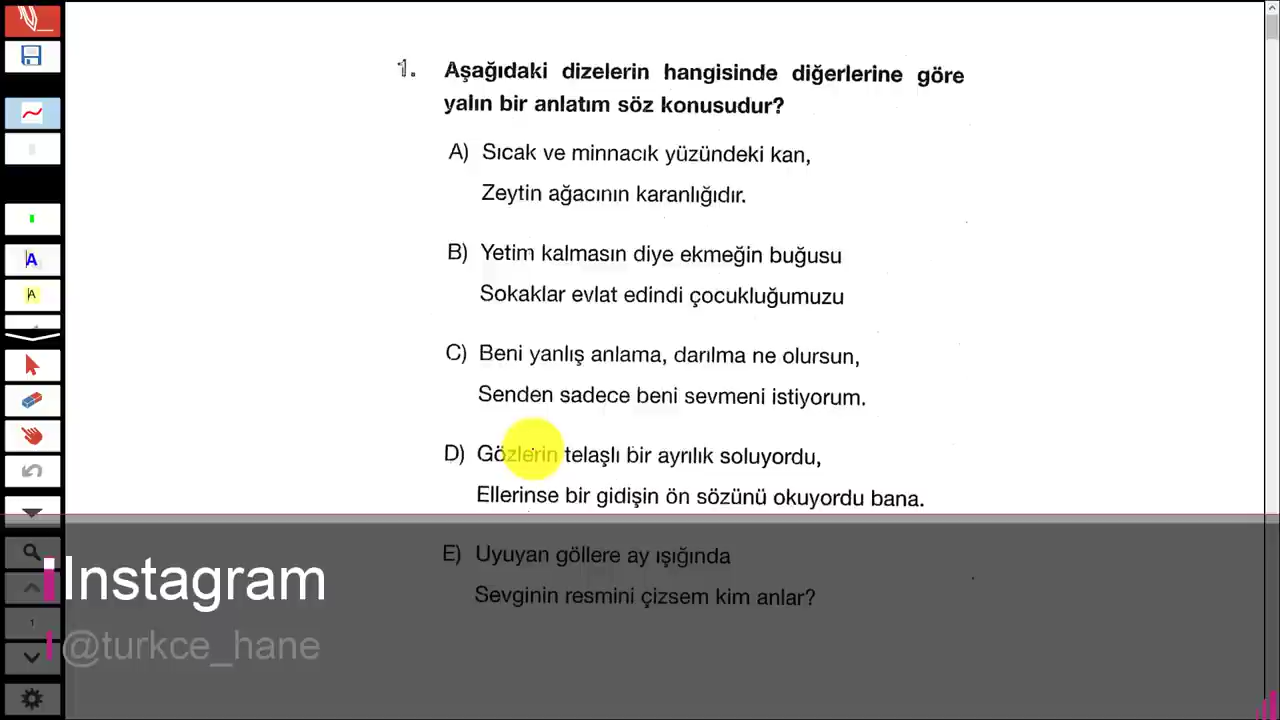 1. Aşağıdaki dizelerin hangisinde diğerlerine göre
yalın bir anlatım söz konusudur?
A) Sıcak ve minnacık yüzündeki kan,
Zeytin ağacının karanlığıdır.
B) Yetim kalmasın diye ekmeğin buğusu
Sokaklar evlat edindi çocukluğumuzu
C) Beni yanlış anlama, darılma ne olursun,
Senden sadece beni sevmeni istiyorum.
D) Gözlerin telaşlı bir ayrılık soluyordu,
Ellerinse bir gidişin ön sözünü okuyordu bana.
E) Uyuyan göllere ay ışığında
Sevginin resmini çizsem kim anlar?
Instagram
@turkce_hane
A
A
1